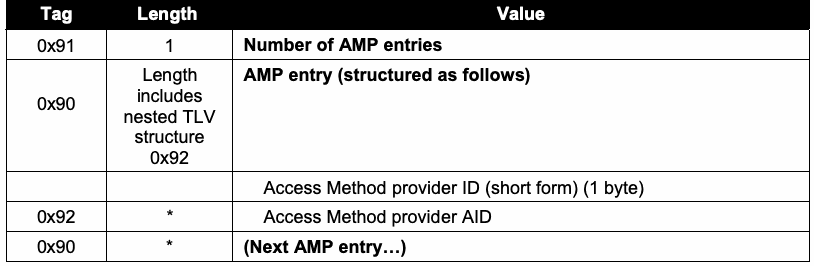 Tag Length Value
0x91 1 Number of AMP entries
0x90 Length includes nested TLV structure 0x92 AMP entry (structured as follows)
Access Method provider ID (short form) (1 byte)
0x92 * Access Method provider AID
0x90 * (Next AMP entry…)